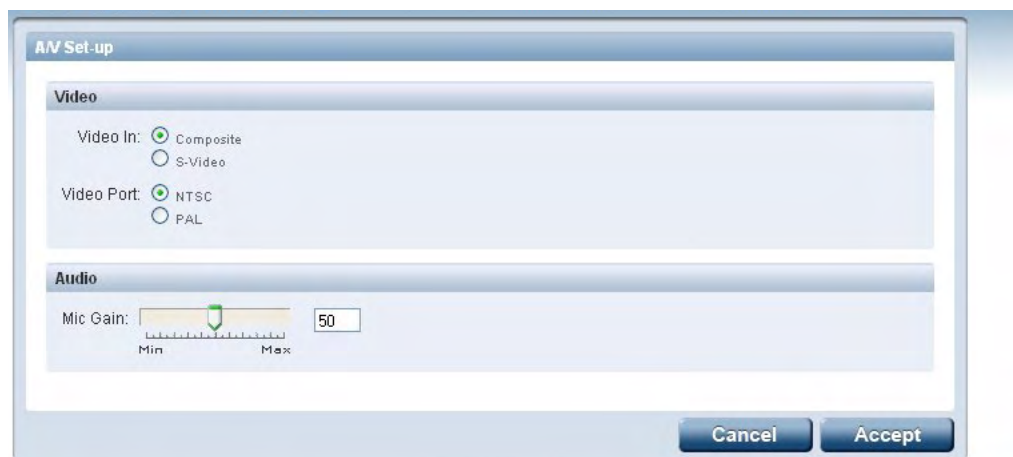 A/V Set-up
Video
Video In: Composite
S-Video
Video Port: NTSC
PAL
Audio
Mic Gain: 50
Min Max
Cancel Accept